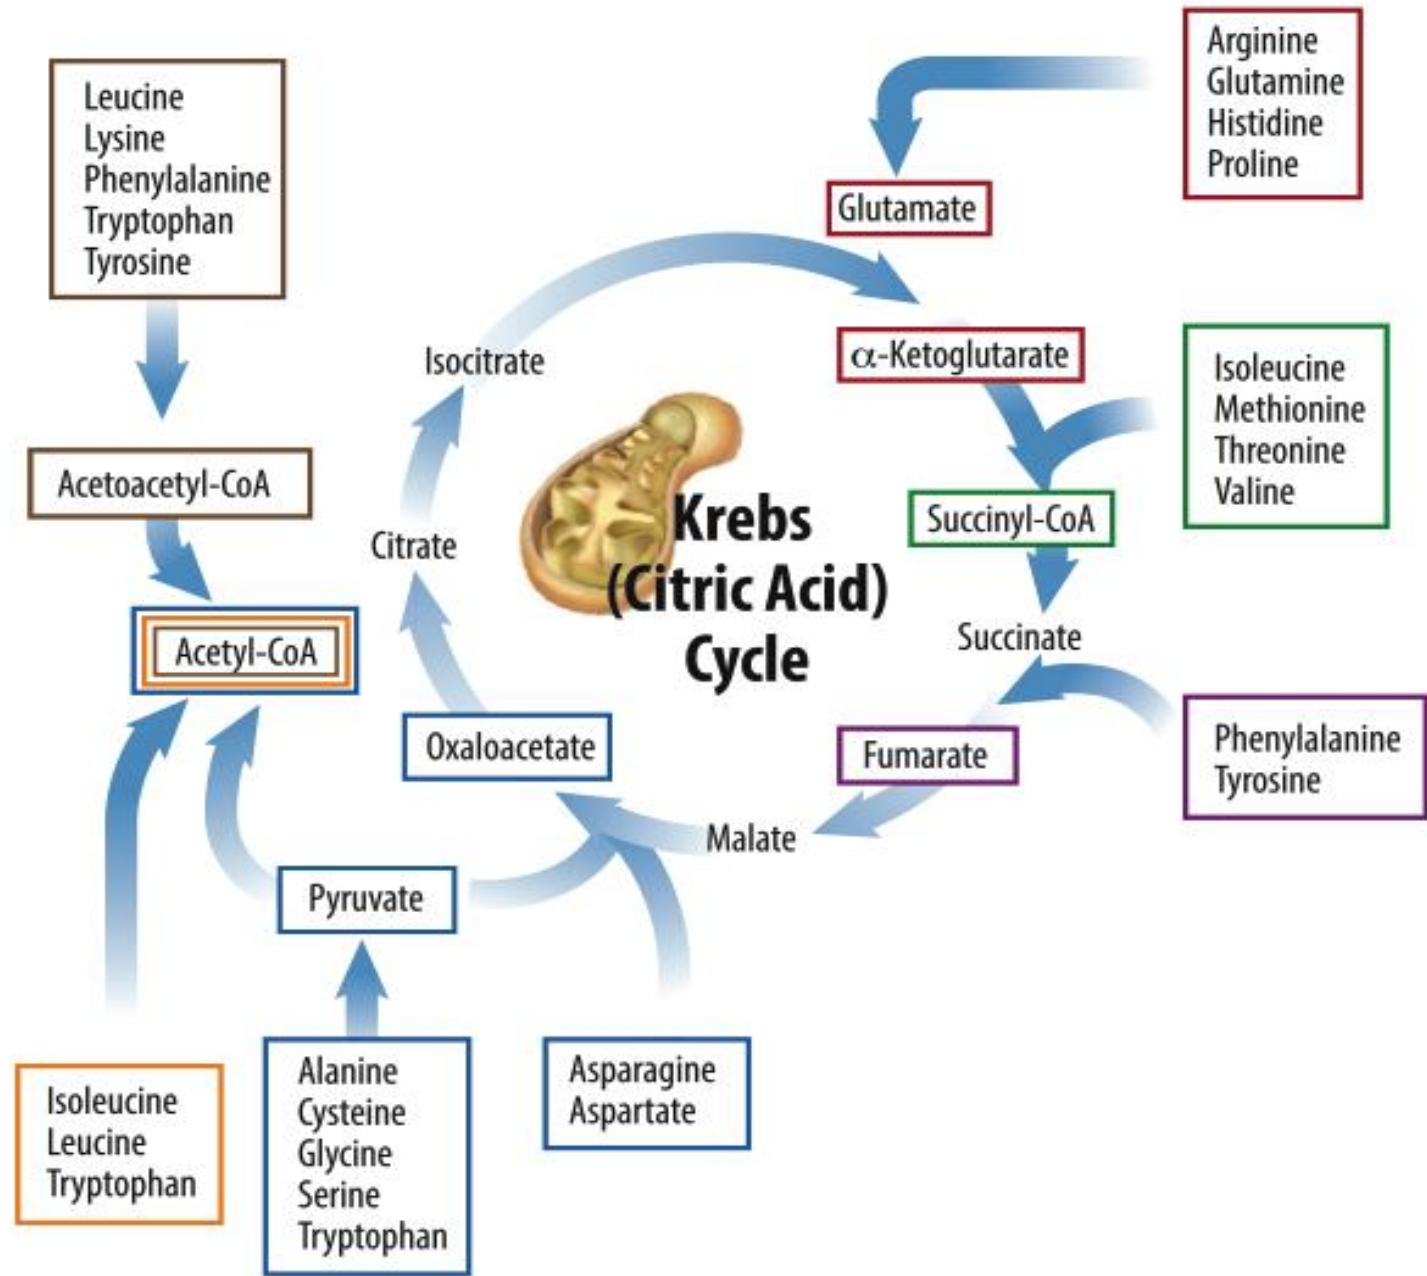 Arginine
Glutamine
Histidine
Proline
Leucine
Lysine
Phenylalanine
Tryptophan
Tyrosine
Glutamate
Isocitrate
α-Ketoglutarate
Isoleucine
Methionine
Threonine
Valine
Acetoacetyl-CoA
Citrate
Krebs
(Citric Acid)
Cycle
Succinyl-CoA
Acetyl-CoA
Succinate
Oxaloacetate
Fumarate
Phenylalanine
Tyrosine
Malate
Pyruvate
Isoleucine
Leucine
Tryptophan
Alanine
Cysteine
Glycine
Serine
Tryptophan
Asparagine
Aspartate